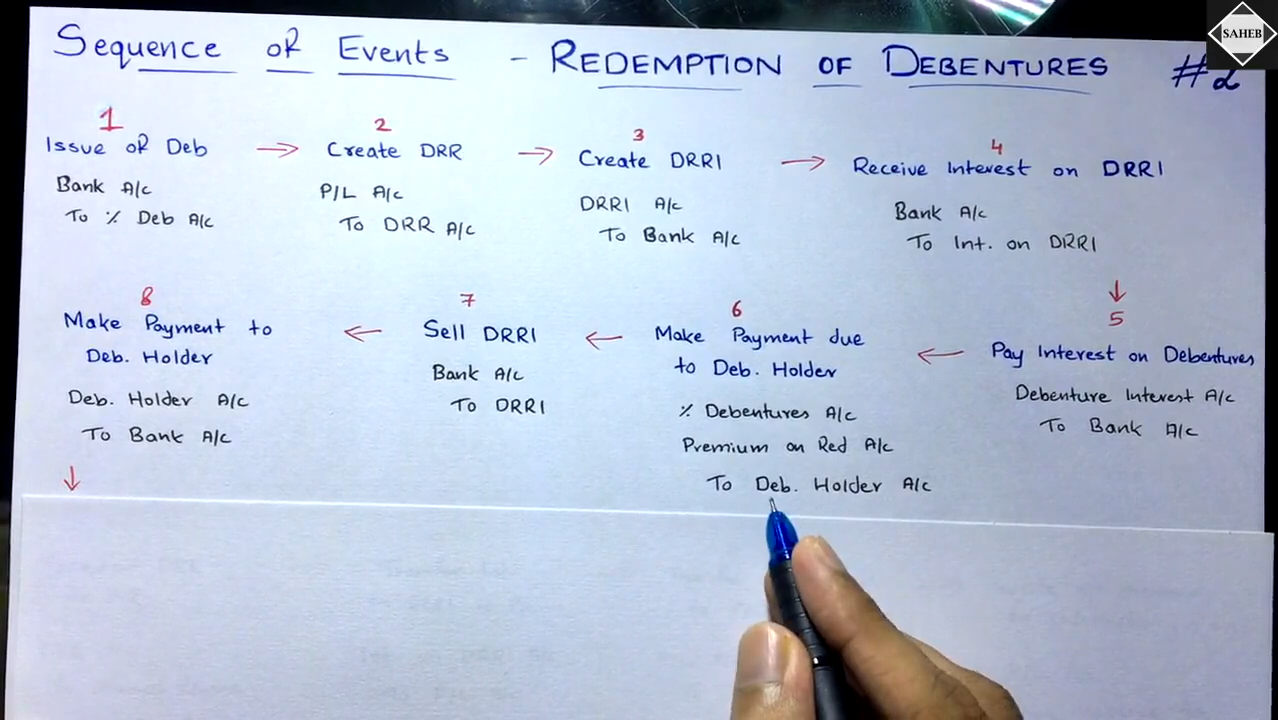 SAHEB
Sequence of Events - REDEMPTION OF DEBENTURES #2
1
Issue of Deb →
Bank A/c
To % Deb A/c
2
Create DRR →
P/L A/c
To DRR A/c
3
Create DRRI →
DRRI A/c
To Bank A/c
4
Receive Interest on DRRI
Bank A/c
To Int. on DRRI
↓
5
Pay Interest on Debentures
Debenture Interest A/c
To Bank A/c
←
6
Make Payment due
to Deb. Holder
% Debentures A/c
Premium on Red A/c
To Deb. Holder A/c
←
7
Sell DRRI
Bank A/c
To DRRI
←
8
Make Payment to
Deb. Holder
Deb. Holder A/c
To Bank A/c
↓